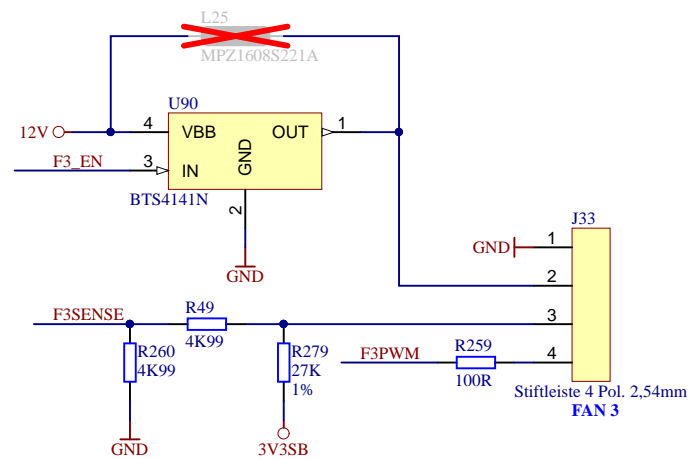 L25
MPZ1608S221A
U90
12V
4
VBB
OUT
1
F3_EN
3
IN
GND
BTS4141N
2
GND
J33
GND
1
2
F3SENSE
R49
4K99
3
R260
4K99
R279
27K
1%
F3PWM
R259
100R
4
Stiftleiste 4 Pol. 2,54mm
FAN 3
GND
3V3SB